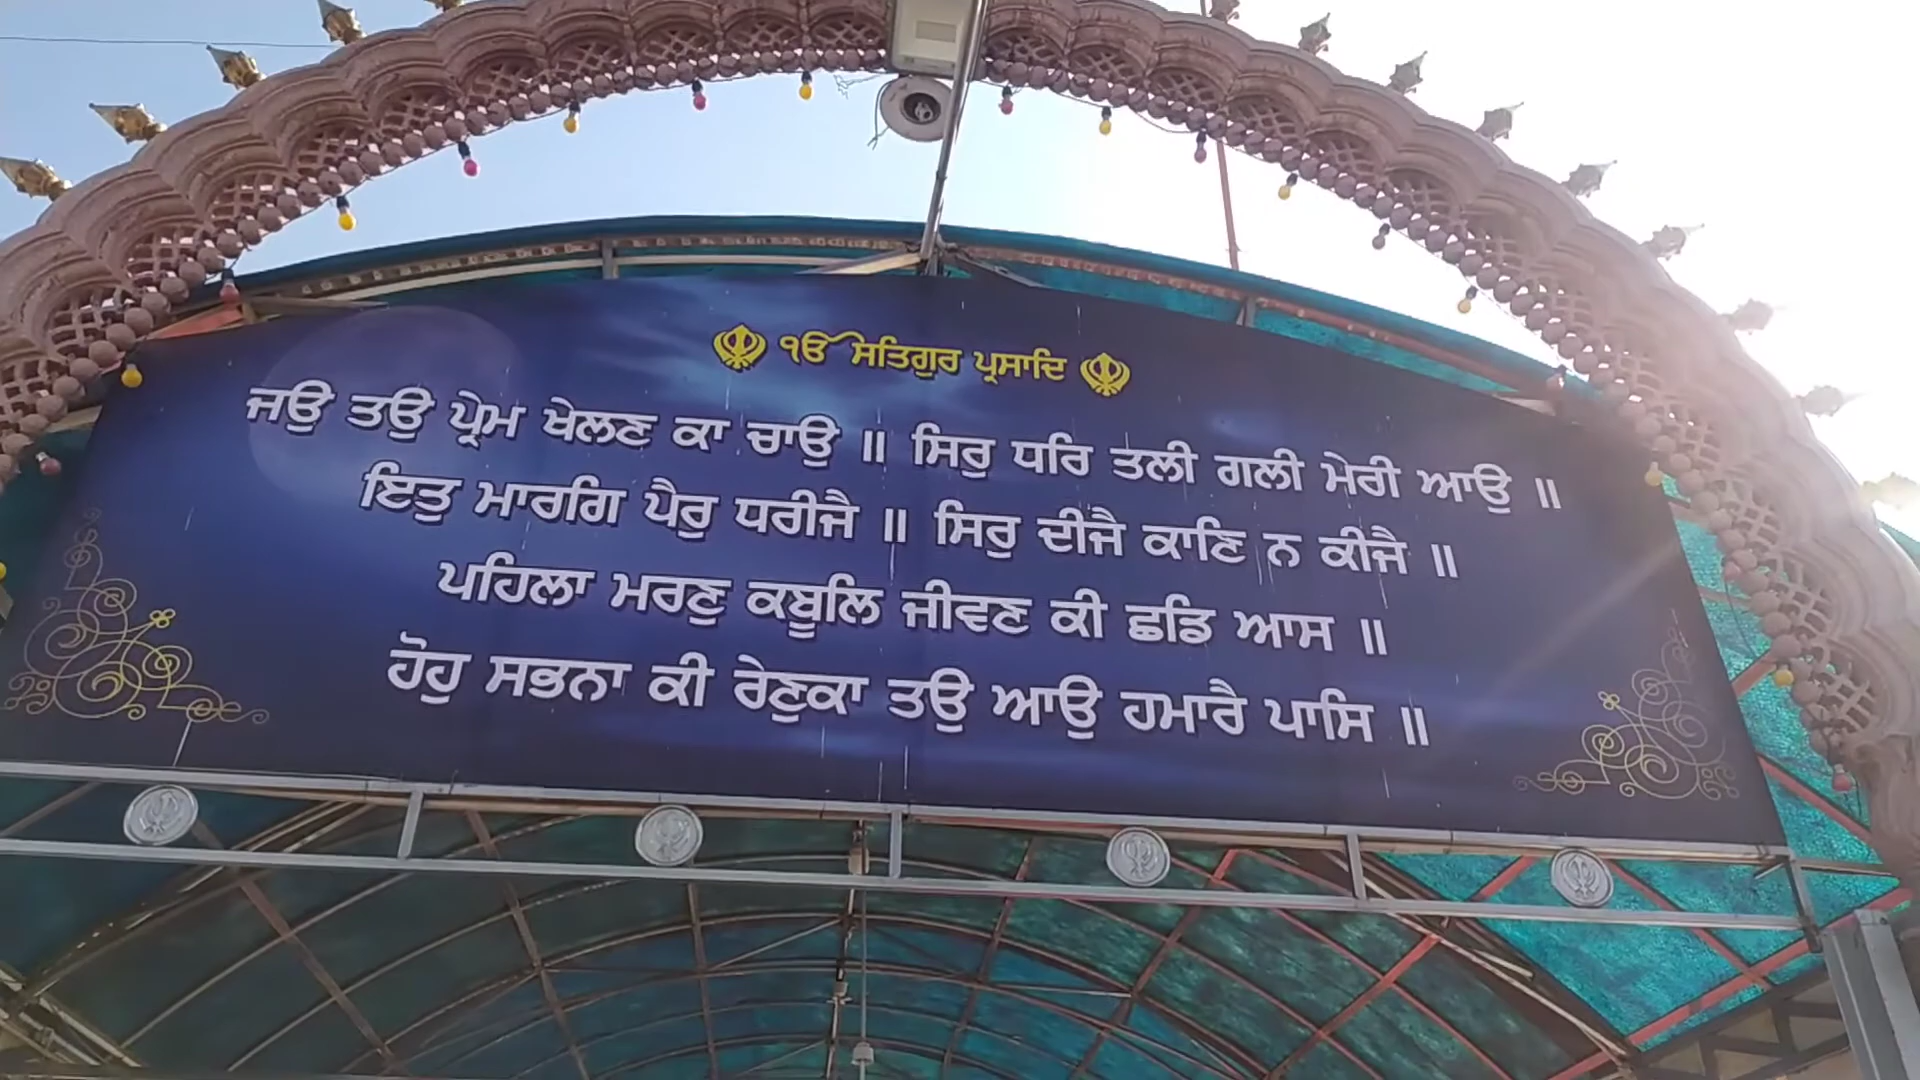 ੴ ਸਤਿਗੁਰ ਪ੍ਰਸਾਦਿ
ਜਉ ਤਉ ਪ੍ਰੇਮ ਖੇਲਣ ਕਾ ਚਾਉ ॥ ਸਿਰੁ ਧਰਿ ਤਲੀ ਗਲੀ ਮੇਰੀ ਆਉ ॥
ਇਤੁ ਮਾਰਗਿ ਪੈਰੁ ਧਰੀਜੈ ॥ ਸਿਰੁ ਦੀਜੈ ਕਾਣਿ ਨ ਕੀਜੈ ॥
ਪਹਿਲਾ ਮਰਣੁ ਕਬੂਲਿ ਜੀਵਣ ਕੀ ਛਡਿ ਆਸ ॥
ਹੋਹੁ ਸਭਨਾ ਕੀ ਰੇਣੁਕਾ ਤਉ ਆਉ ਹਮਾਰੈ ਪਾਸਿ ॥